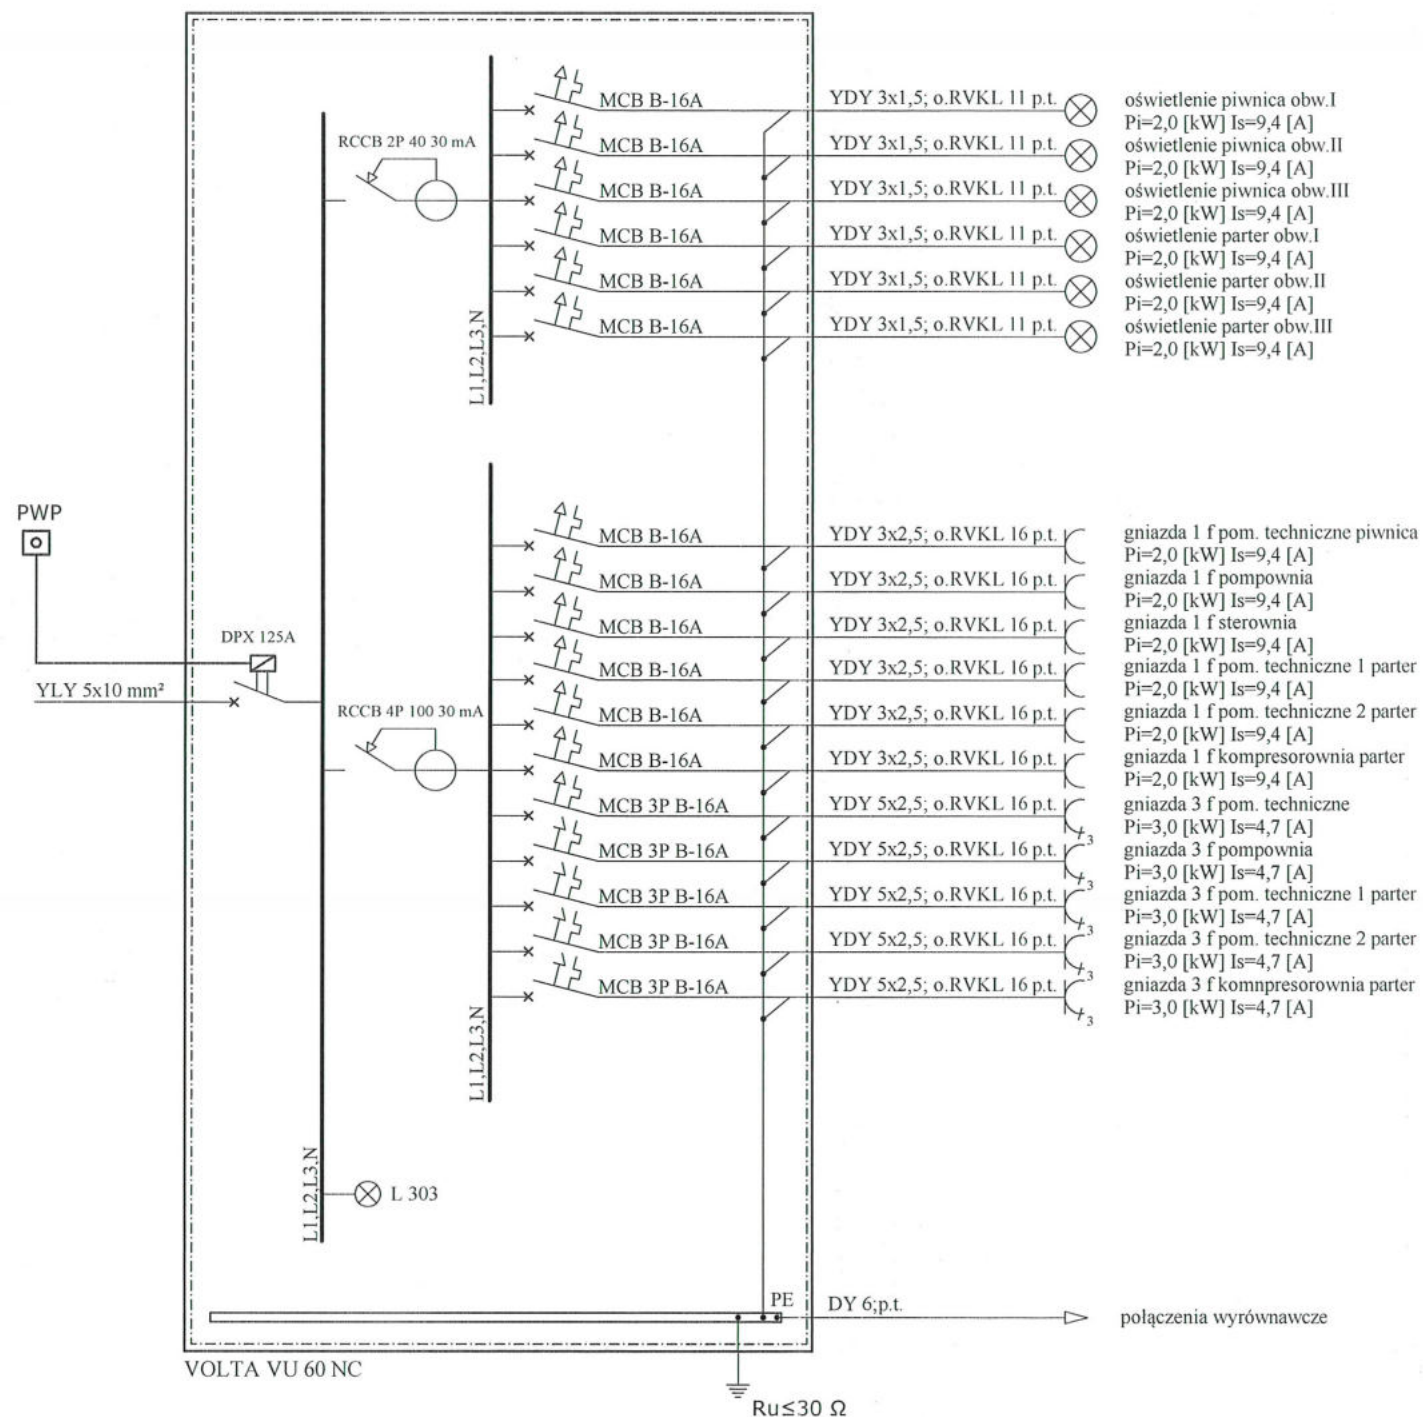 MCB B-16A
YDY 3x1,5; o.RVKL 11 p.t.
oświetlenie piwnica obw.I
Pi=2,0 [kW] Is=9,4 [A]
RCCB 2P 40 30 mA
MCB B-16A
YDY 3x1,5; o.RVKL 11 p.t.
oświetlenie piwnica obw.II
Pi=2,0 [kW] Is=9,4 [A]
MCB B-16A
YDY 3x1,5; o.RVKL 11 p.t.
oświetlenie piwnica obw.III
Pi=2,0 [kW] Is=9,4 [A]
MCB B-16A
YDY 3x1,5; o.RVKL 11 p.t.
oświetlenie parter obw.I
Pi=2,0 [kW] Is=9,4 [A]
MCB B-16A
YDY 3x1,5; o.RVKL 11 p.t.
oświetlenie parter obw.II
Pi=2,0 [kW] Is=9,4 [A]
MCB B-16A
YDY 3x1,5; o.RVKL 11 p.t.
oświetlenie parter obw.III
Pi=2,0 [kW] Is=9,4 [A]
L1,L2,L3,N
PWP
MCB B-16A
YDY 3x2,5; o.RVKL 16 p.t.
gniazda 1 f pom. techniczne piwnica
Pi=2,0 [kW] Is=9,4 [A]
MCB B-16A
YDY 3x2,5; o.RVKL 16 p.t.
gniazda 1 f pompownia
Pi=2,0 [kW] Is=9,4 [A]
DPX 125A
MCB B-16A
YDY 3x2,5; o.RVKL 16 p.t.
gniazda 1 f sterownia
Pi=2,0 [kW] Is=9,4 [A]
YLY 5x10 mm²
MCB B-16A
YDY 3x2,5; o.RVKL 16 p.t.
gniazda 1 f pom. techniczne 1 parter
Pi=2,0 [kW] Is=9,4 [A]
RCCB 4P 100 30 mA
MCB B-16A
YDY 3x2,5; o.RVKL 16 p.t.
gniazda 1 f pom. techniczne 2 parter
Pi=2,0 [kW] Is=9,4 [A]
MCB B-16A
YDY 3x2,5; o.RVKL 16 p.t.
gniazda 1 f kompresorownia parter
Pi=2,0 [kW] Is=9,4 [A]
MCB 3P B-16A
YDY 5x2,5; o.RVKL 16 p.t.
3
gniazda 3 f pom. techniczne
Pi=3,0 [kW] Is=4,7 [A]
MCB 3P B-16A
YDY 5x2,5; o.RVKL 16 p.t.
3
gniazda 3 f pompownia
Pi=3,0 [kW] Is=4,7 [A]
MCB 3P B-16A
YDY 5x2,5; o.RVKL 16 p.t.
3
gniazda 3 f pom. techniczne 1 parter
Pi=3,0 [kW] Is=4,7 [A]
MCB 3P B-16A
YDY 5x2,5; o.RVKL 16 p.t.
3
gniazda 3 f pom. techniczne 2 parter
Pi=3,0 [kW] Is=4,7 [A]
MCB 3P B-16A
YDY 5x2,5; o.RVKL 16 p.t.
3
gniazda 3 f komnpresorownia parter
Pi=3,0 [kW] Is=4,7 [A]
L1,L2,L3,N
L1,L2,L3,N
L 303
PE
DY 6;p.t.
połączenia wyrównawcze
VOLTA VU 60 NC
Ru≤30 Ω